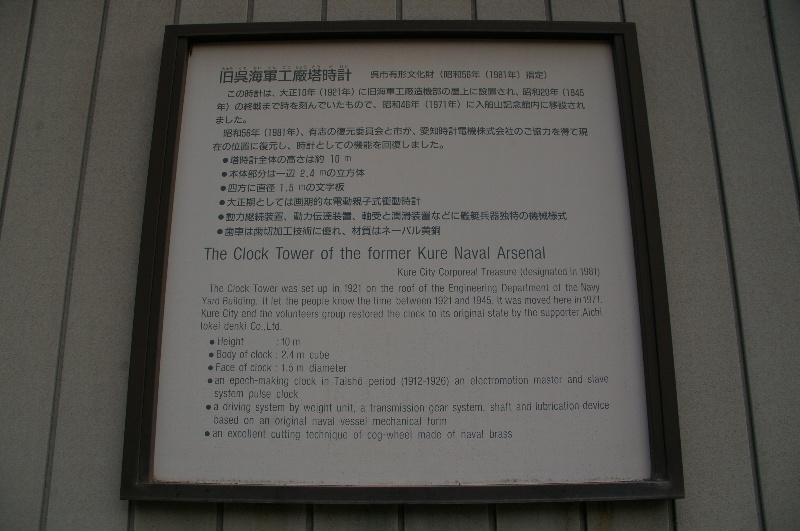 旧呉海軍工廠塔時計 呉市有形文化財（昭和56年（1981年）指定）
この時計は、大正10年（1921年）に旧海軍工廠造機部の屋上に設置され、昭和20年（1945
年）の終戦まで時を刻んでいたもので、昭和46年（1971年）に入船山記念館内に移設され
ました。
昭和56年（1981年）、有志の復元委員会と市が、愛知時計電機株式会社のご協力を得て現
在の位置に復元し、時計としての機能を回復しました。
●塔時計全体の高さは約 10 m
●本体部分は一辺 2.4 mの立方体
●四方に直径 1.5 mの文字板
●大正期としては画期的な電動親子式衝動時計
●動力継続装置、動力伝達装置、軸受と潤滑装置などに艦艇兵器独特の機械様式
●歯車は歯切加工技術に優れ、材質はネーバル黄銅
The Clock Tower of the former Kure Naval Arsenal
Kure City Corporeal Treasure (designated in 1981)
The Clock Tower was set up in 1921 on the roof of the Engineering Department of the Navy
Yard Building. It let the people know the time between 1921 and 1945. It was moved here in 1971.
Kure City and the volunteers group restored the clock to its original state by the supporter, Aichi
tokei denki Co., Ltd.
●Height : 10 m
●Body of clock : 2.4 m cube
●Face of clock : 1.5 m diameter
●an epoch-making clock in Taishō period (1912-1926) an electromotion master and slave
system pulse clock
●a driving system by weight unit, a transmission gear system, shaft and lubrication device
based on an original naval vessel mechanical form
●an excellent cutting technique of cog-wheel made of naval brass